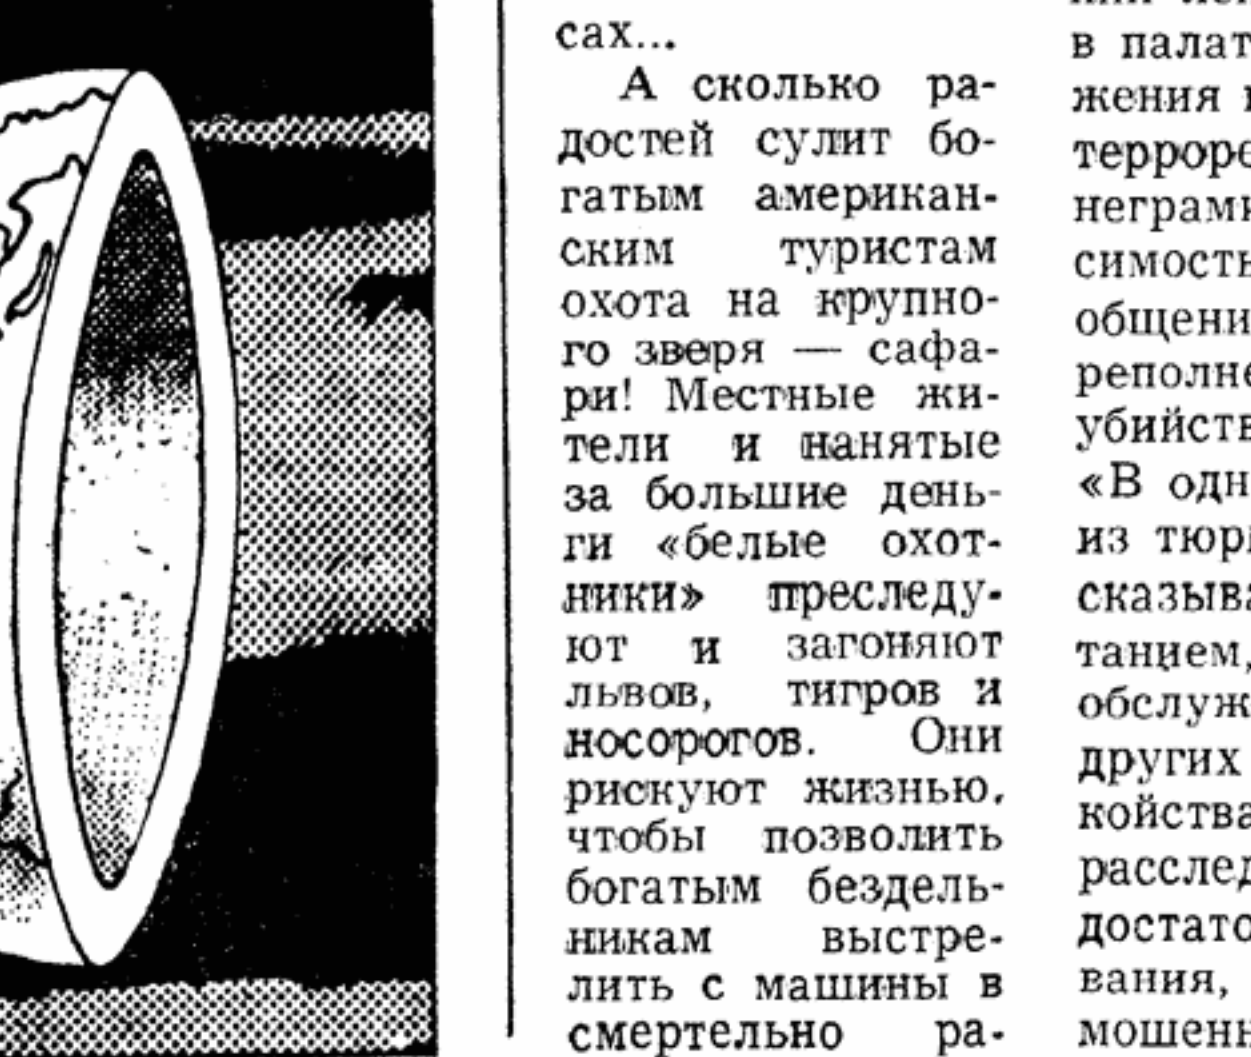 сах...
А сколько ра-
достей сулит бо-
гатым американ-
ским туристам
охота на крупно-
го зверя — сафа-
ри! Местные жи-
тели и нанятые
за большие день-
ги «белые охот-
ники» преследу-
ют и загоняют
львов, тигров и
носорогов. Они
рискуют жизнью,
чтобы позволить
богатым бездель-
никам выстре-
лить с машины в
смертельно ра-
в палат
жения
терроре
неграм
симость
общени
реполне
убийств
«В одн
из тюр
сказыва
танием,
обслуж
других
койства
расслед
достато
вания,
мошенн